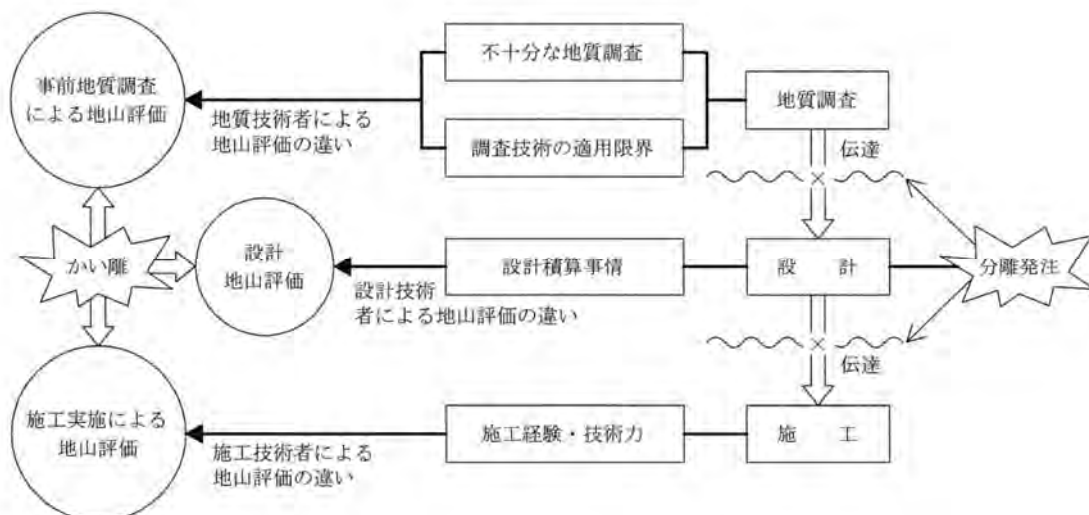 事前地質調査
による地山評価
地質技術者による
地山評価の違い
不十分な地質調査
調査技術の適用限界
地質調査
伝達
×
かい離
設計
地山評価
設計技術
者による地山評価の違い
設計積算事情
設　計
分離発注
×
伝達
施工実施による
地山評価
施工技術者による
地山評価の違い
施工経験・技術力
施　工